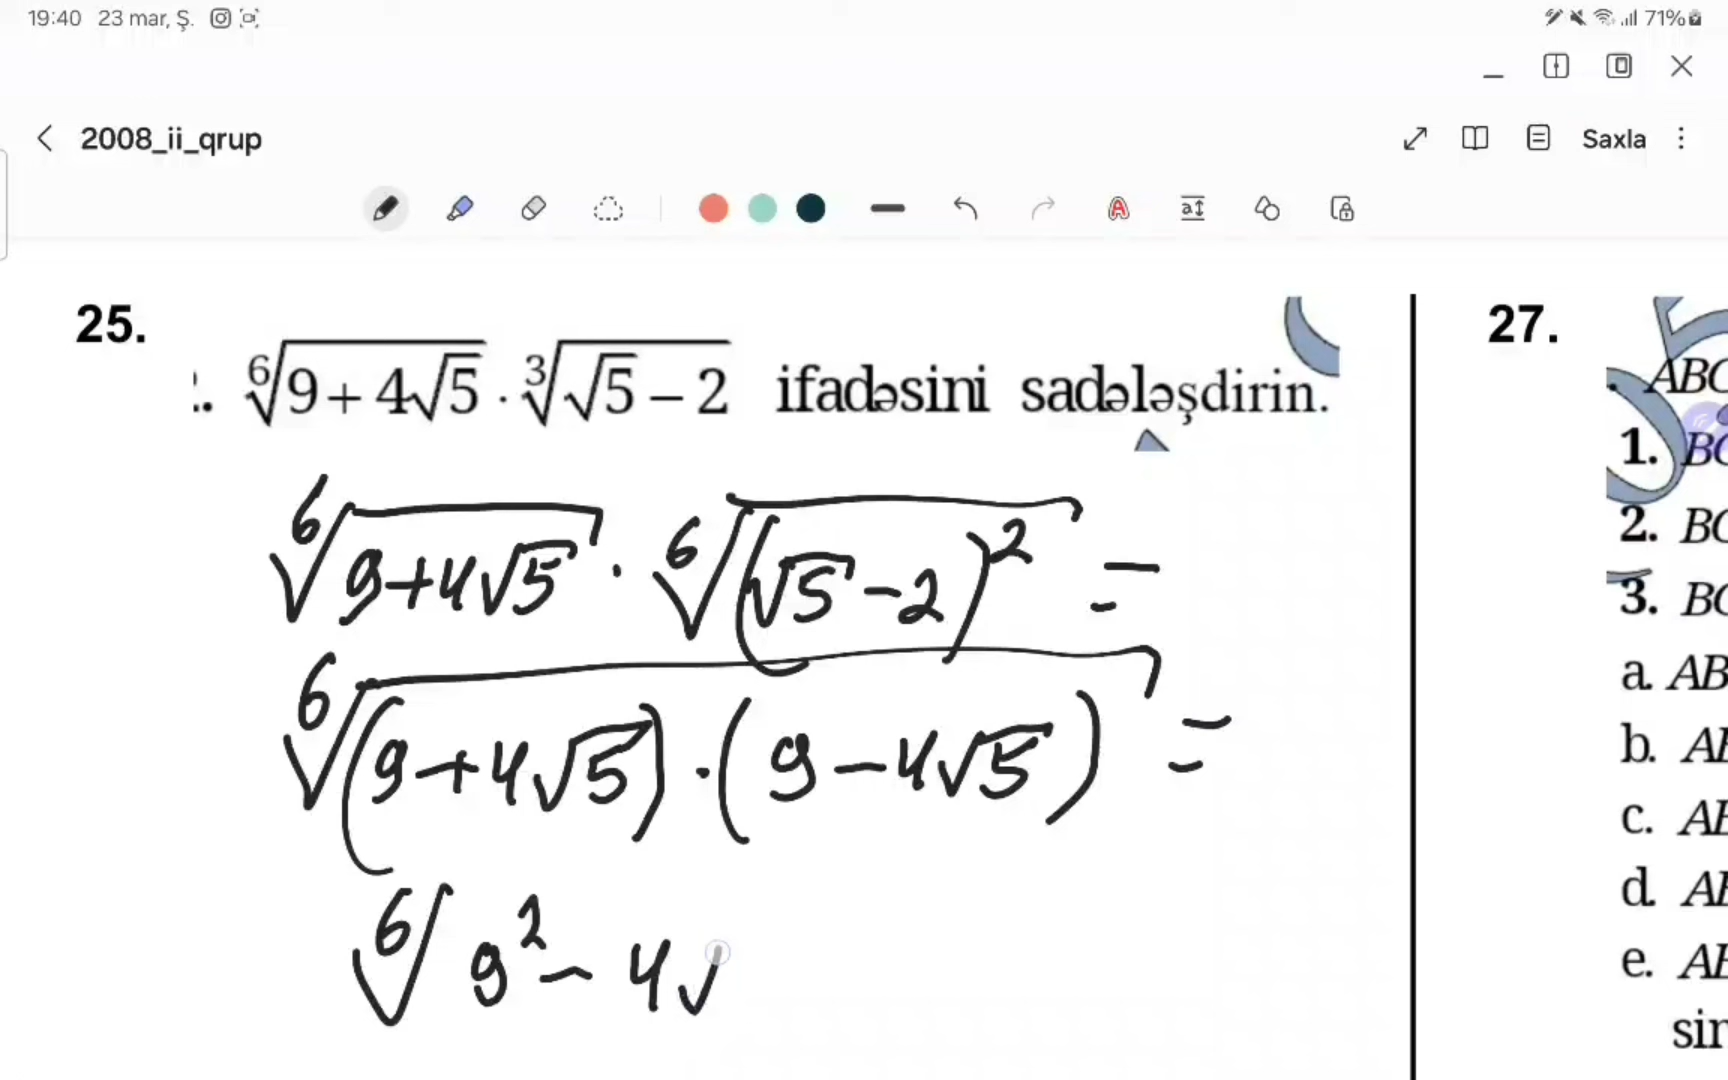 19:40 23 mar, Ş. 71%
2008_ii_qrup Saxla
25. ⁶√(9 + 4√5) · ³√(√5 − 2) ifadəsini sadələşdirin.
⁶√(9+4√5) · ⁶√((√5−2)²) =
⁶√((9+4√5)·(9−4√5)) =
⁶√ 9² − 4√
27.
ABC
1. BC
2. BC
3. BC
a. AB
b. AB
c. AB
d. AB
e. AB
sin